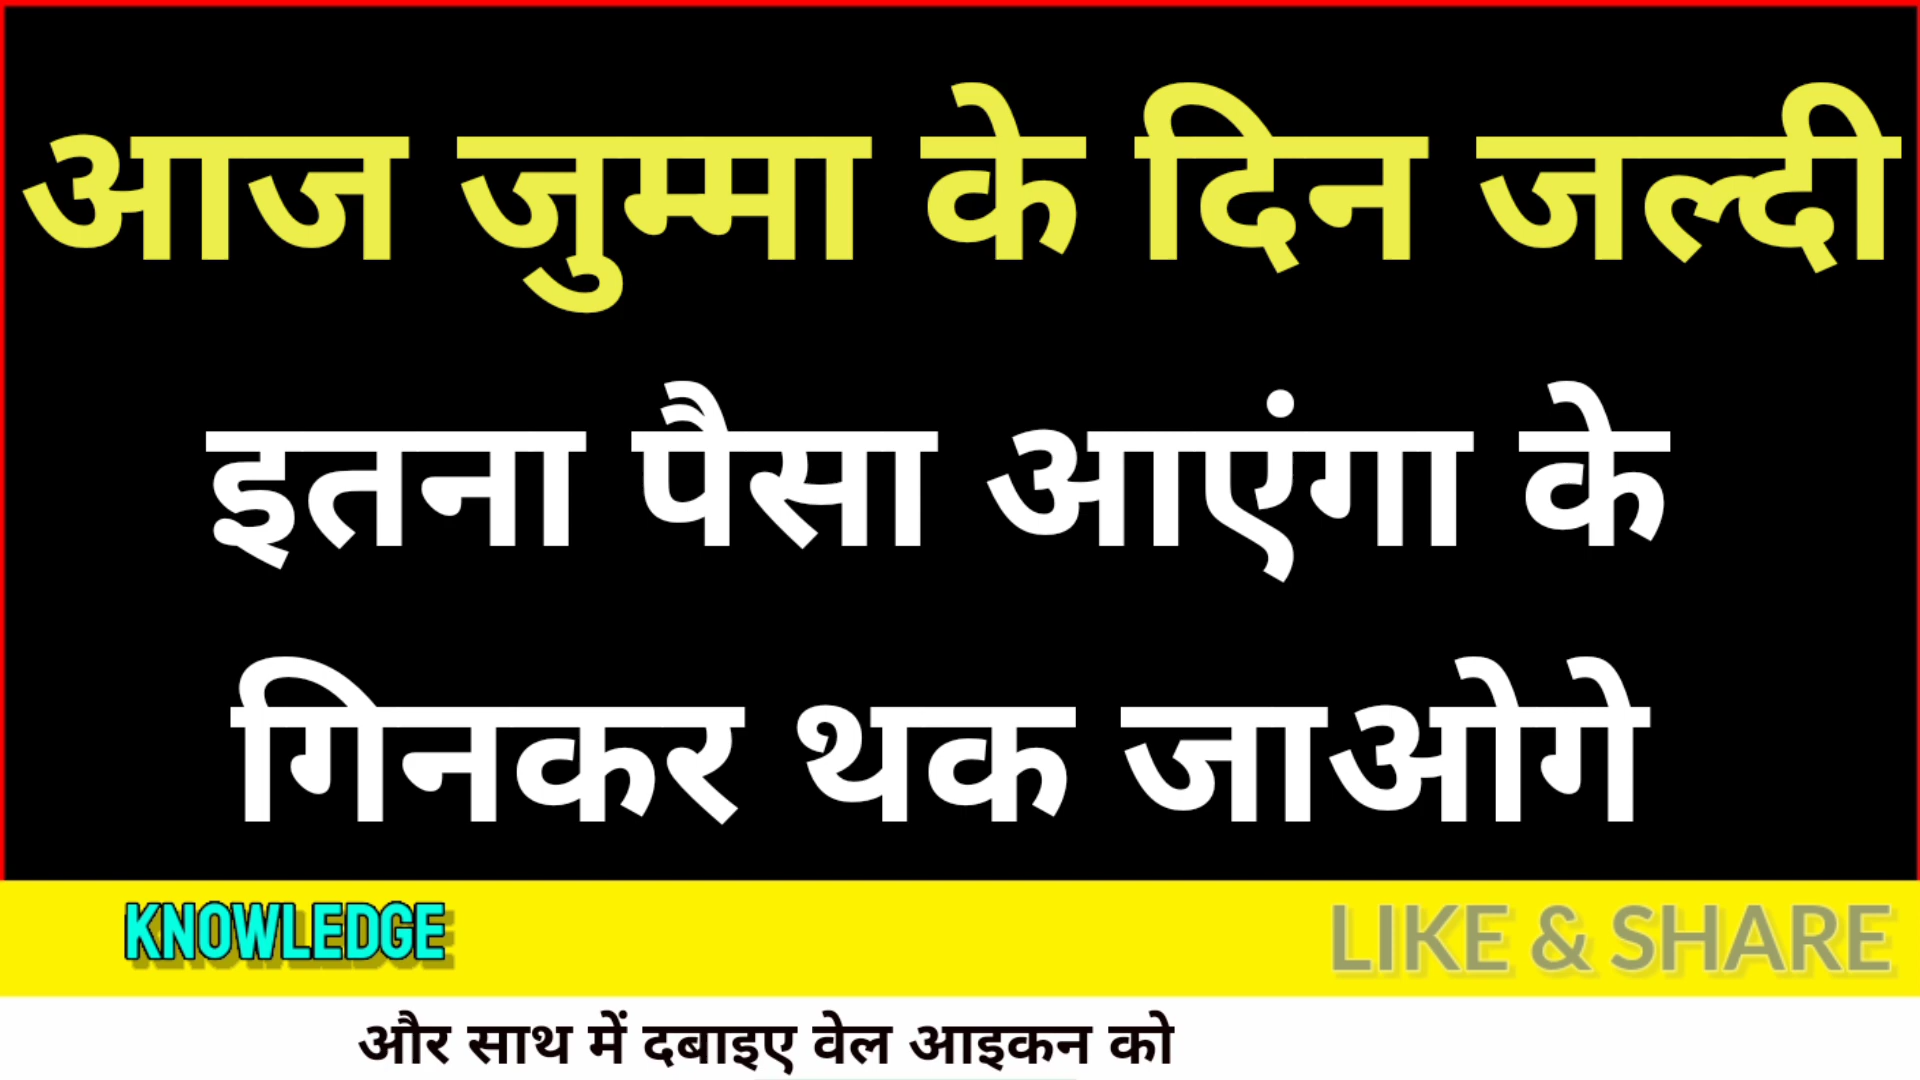 आज जुम्मा के दिन जल्दी
इतना पैसा आएंगा के
गिनकर थक जाओगे
KNOWLEDGE
LIKE & SHARE
और साथ में दबाइए वेल आइकन को